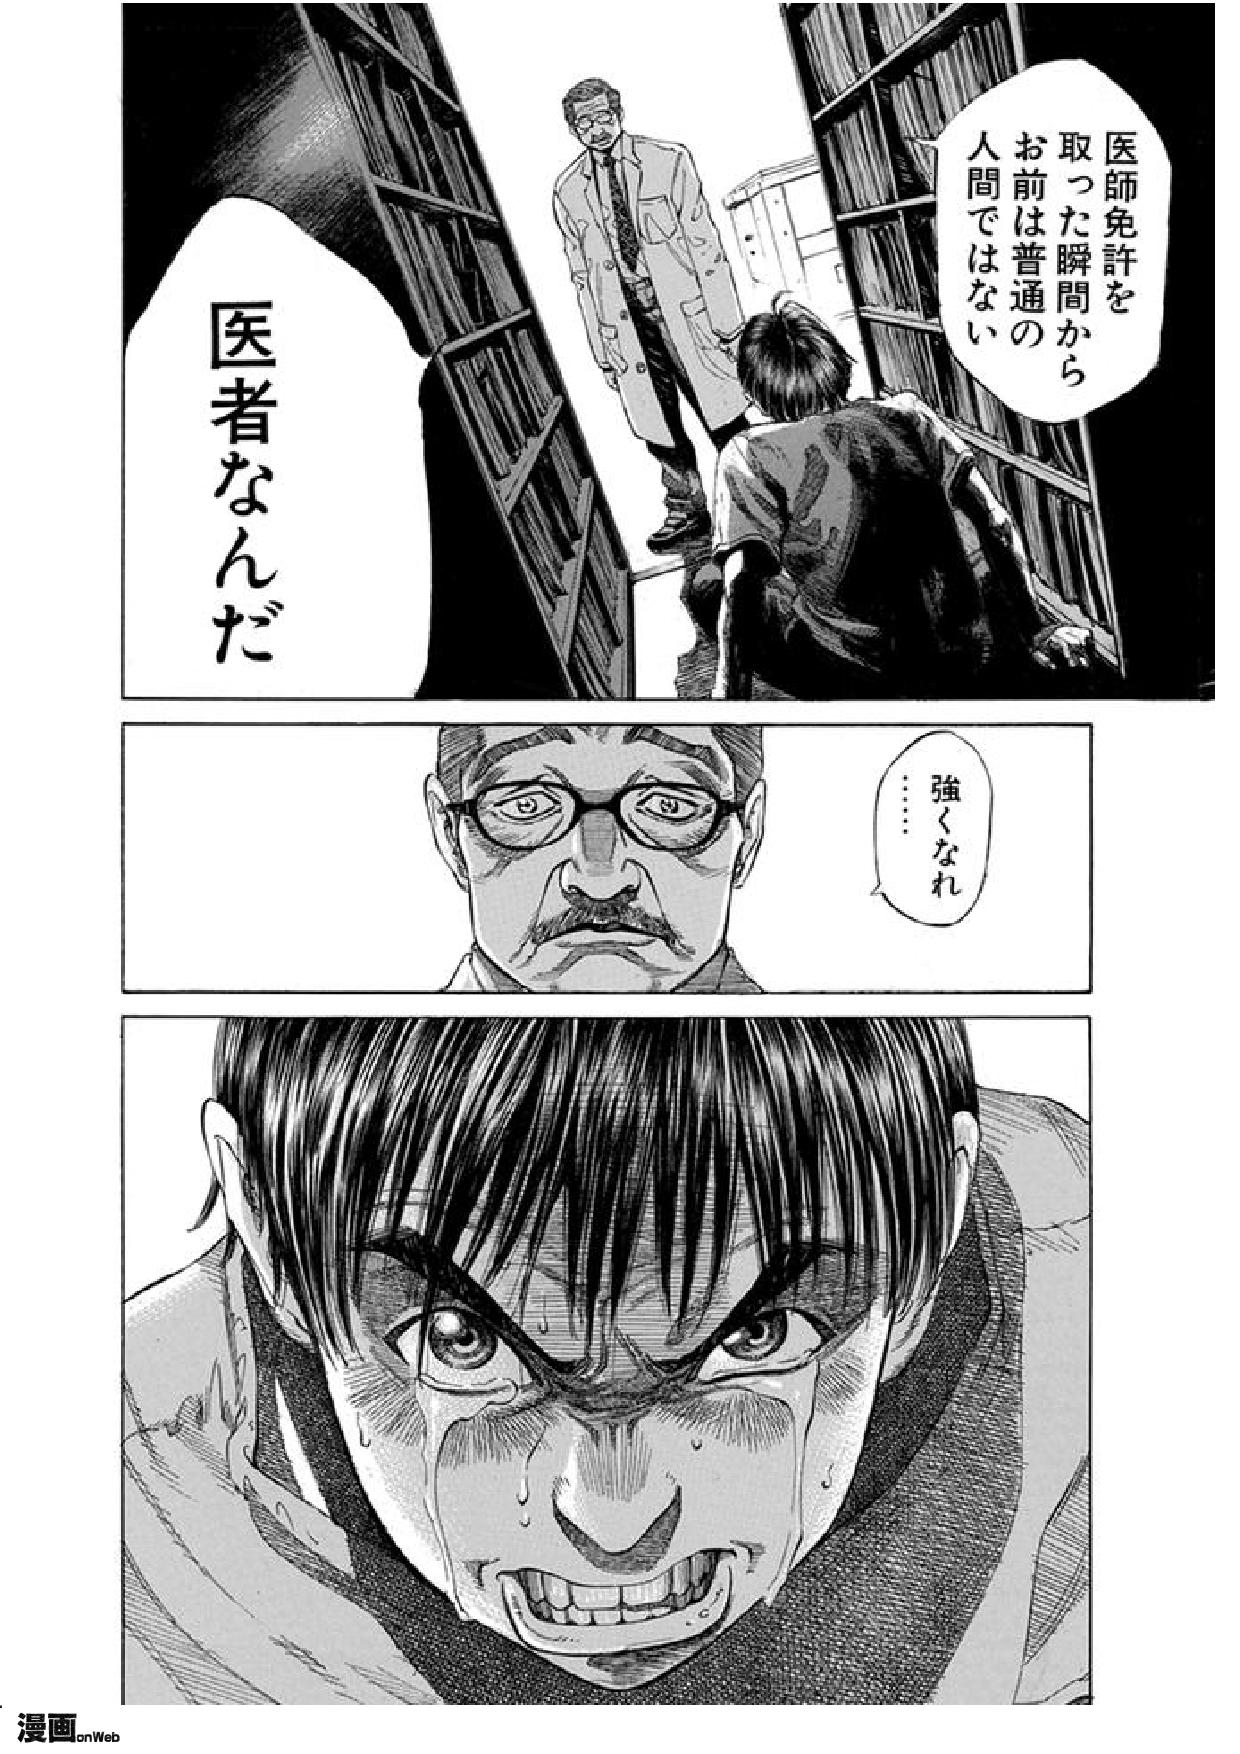 医師免許を
取った瞬間から
お前は普通の
人間ではない
医者なんだ
強くなれ
……
漫画onWeb